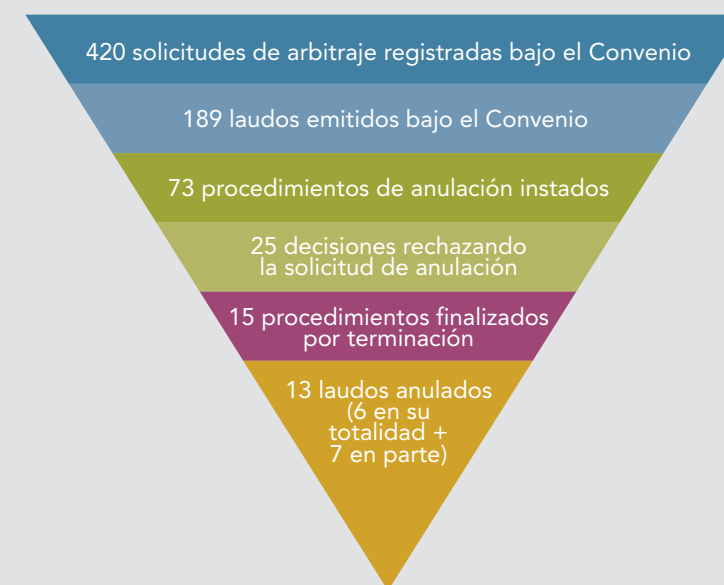 420 solicitudes de arbitraje registradas bajo el Convenio
189 laudos emitidos bajo el Convenio
73 procedimientos de anulación instados
25 decisiones rechazando
la solicitud de anulación
15 procedimientos finalizados
por terminación
13 laudos anulados
(6 en su
totalidad +
7 en parte)